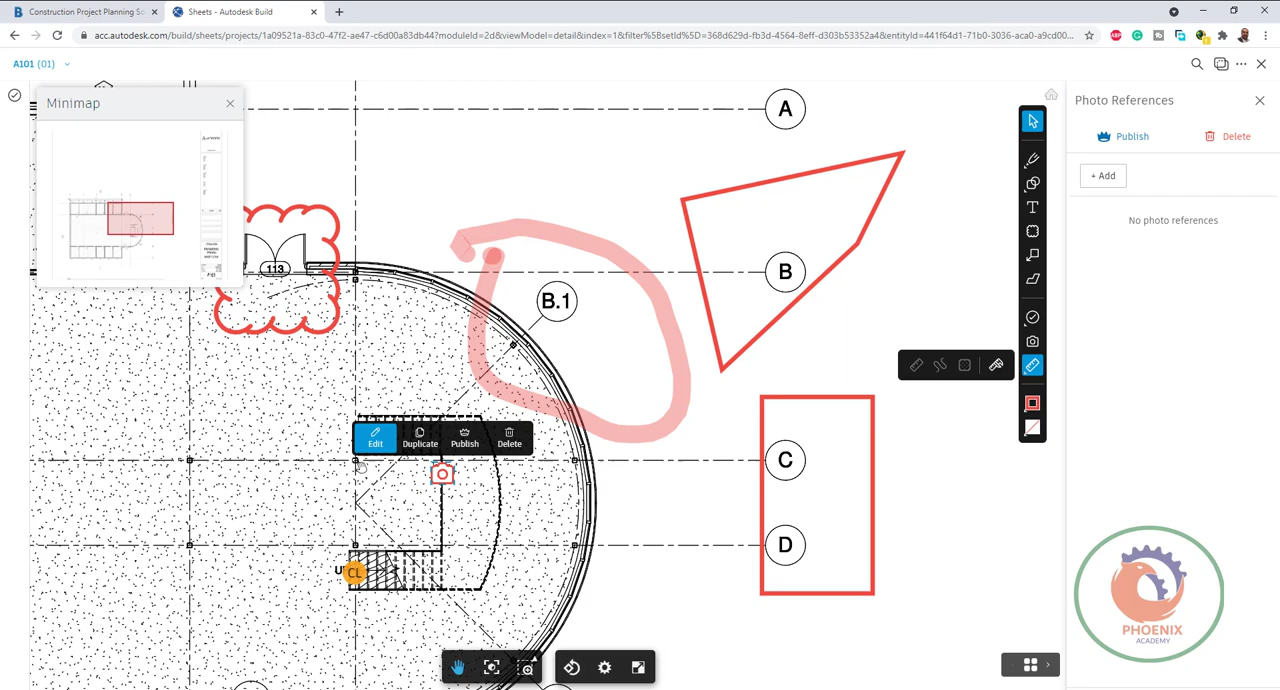 Construction Project Planning So
Sheets - Autodesk Build
acc.autodesk.com/build/sheets/projects/1a09521a-83c0-47f2-ae47-c6d00a83db44?moduleId=2d&viewModel=detail&index=1&filter%5BsetId%5D=368d629d-fb3d-4564-8eff-d303b53352a4&entityId=441f64d1-71b0-3036-aca0-a9cd00...
A101 (01)
Minimap
Photo References
Publish
Delete
+ Add
No photo references
A
B
B.1
C
D
113
Edit
Duplicate
Publish
Delete
CL
T
PHOENIX
ACADEMY